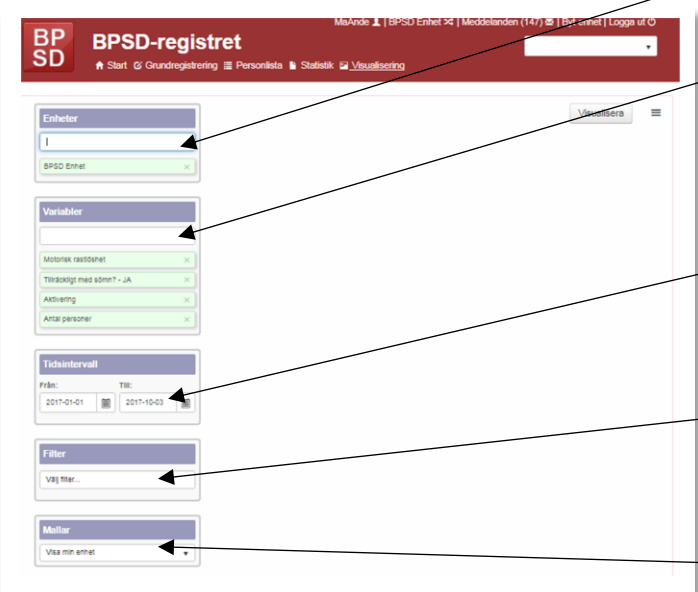 MaAnde | BPSD Enhet | Meddelanden (147) | Byt enhet | Logga ut
BP
SD
BPSD-registret
Start Grundregistrering Personlista Statistik Visualisering
Visualisera
Enheter
BPSD Enhet ×
Variabler
Motorisk rastlöshet ×
Tillräckligt med sömn? - JA ×
Aktivering ×
Antal personer ×
Tidsintervall
Från: Till:
2017-01-01 2017-10-03
Filter
Välj filter...
Mallar
Visa min enhet